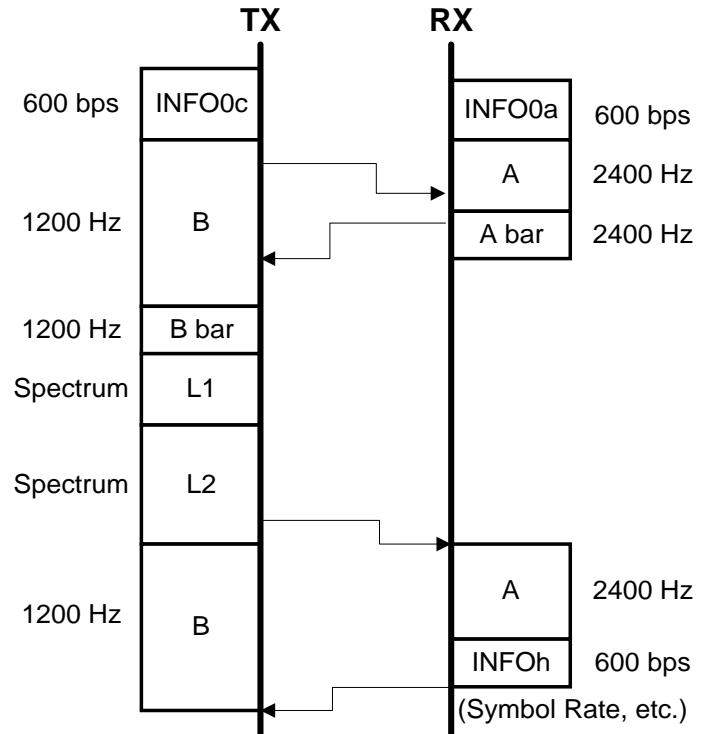 TX RX
600 bps INFO0c INFO0a 600 bps
A 2400 Hz
1200 Hz B A bar 2400 Hz
1200 Hz B bar
Spectrum L1
Spectrum L2
1200 Hz B A 2400 Hz
INFOh 600 bps
(Symbol Rate, etc.)